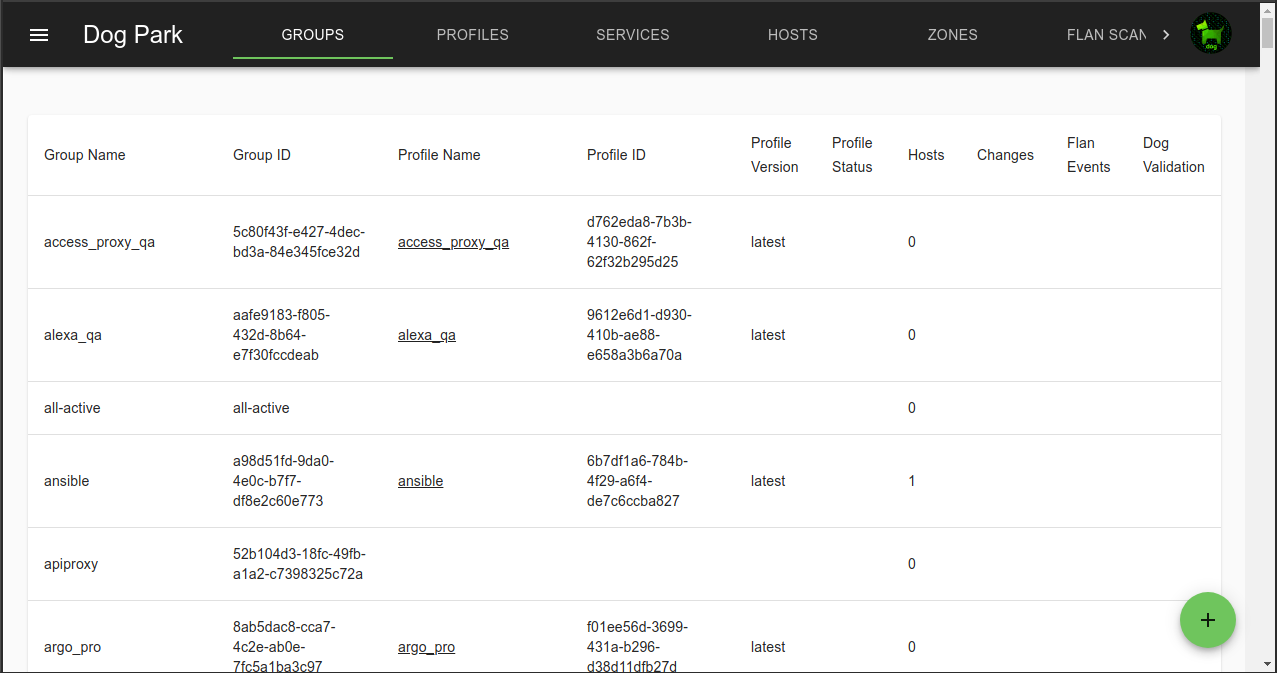 Dog Park
GROUPS
PROFILES
SERVICES
HOSTS
ZONES
FLAN SCAN
dog
Group Name
Group ID
Profile Name
Profile ID
Profile
Version
Profile
Status
Hosts
Changes
Flan
Events
Dog
Validation
access_proxy_qa
5c80f43f-e427-4dec-
bd3a-84e345fce32d
access_proxy_qa
d762eda8-7b3b-
4130-862f-
62f32b295d25
latest
0
alexa_qa
aafe9183-f805-
432d-8b64-
e7f30fccdeab
alexa_qa
9612e6d1-d930-
410b-ae88-
e658a3b6a70a
latest
0
all-active
all-active
0
ansible
a98d51fd-9da0-
4e0c-b7f7-
df8e2c60e773
ansible
6b7df1a6-784b-
4f29-a6f4-
de7c6ccba827
latest
1
apiproxy
52b104d3-18fc-49fb-
a1a2-c7398325c72a
0
argo_pro
8ab5dac8-cca7-
4c2e-ab0e-
7fc5a1ba3c97
argo_pro
f01ee56d-3699-
431a-b296-
d38d11dfb27d
latest
0